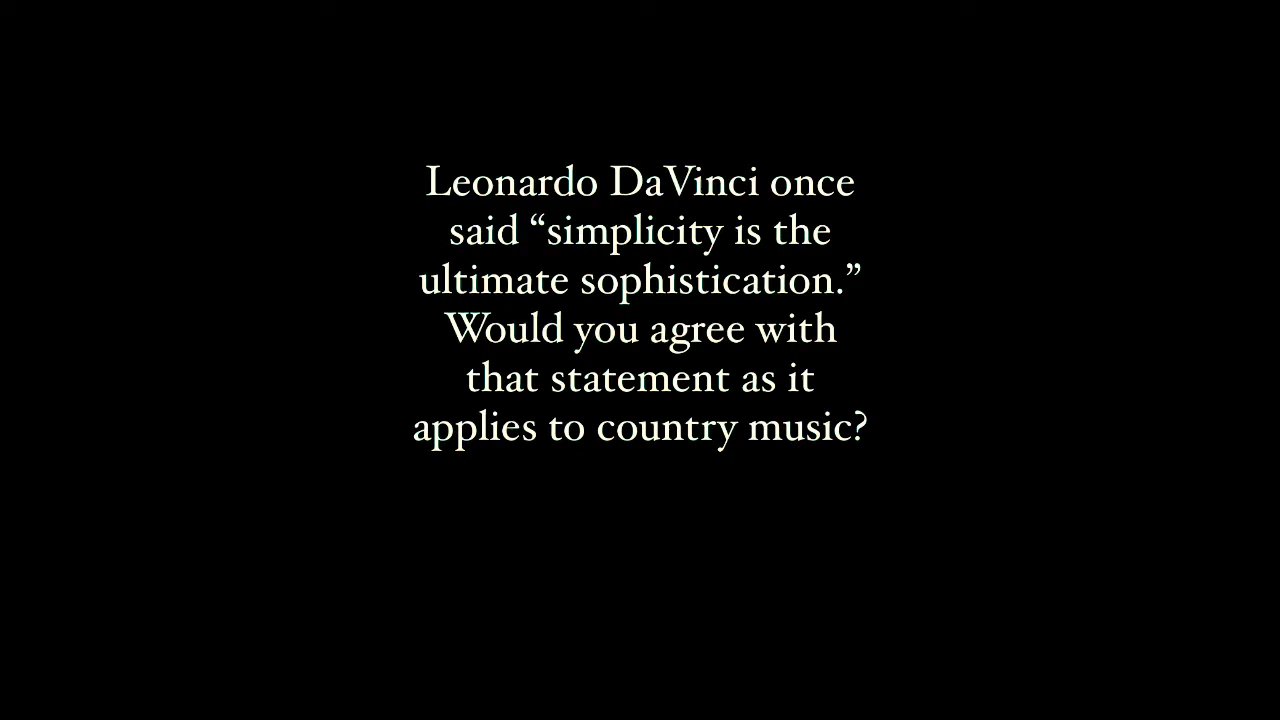 Leonardo DaVinci once
said “simplicity is the
ultimate sophistication.”
Would you agree with
that statement as it
applies to country music?